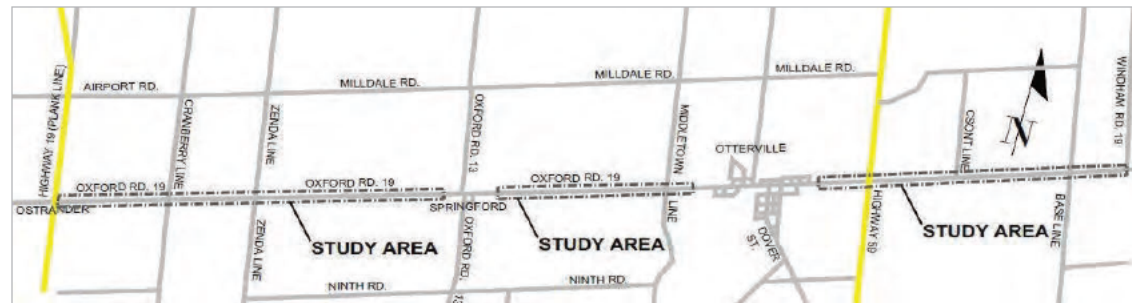 AIRPORT RD.
MILLDALE RD.
MILLDALE RD.
MILLDALE RD.
HIGHWAY 19 (PLANK LINE)
CRANBERRY LINE
ZENDA LINE
OXFORD RD. 13
MIDDLETOWN
LINE
OTTERVILLE
CSONT LINE
WINDHAM RD. 19
N
OXFORD RD. 19
OXFORD RD. 19
OXFORD RD. 19
OSTRANDER
SPRINGFORD
ZENDA LINE
OXFORD RD.
13
DOVER
ST.
HIGHWAY 59
BASE LINE
STUDY AREA
STUDY AREA
STUDY AREA
NINTH RD.
NINTH RD.